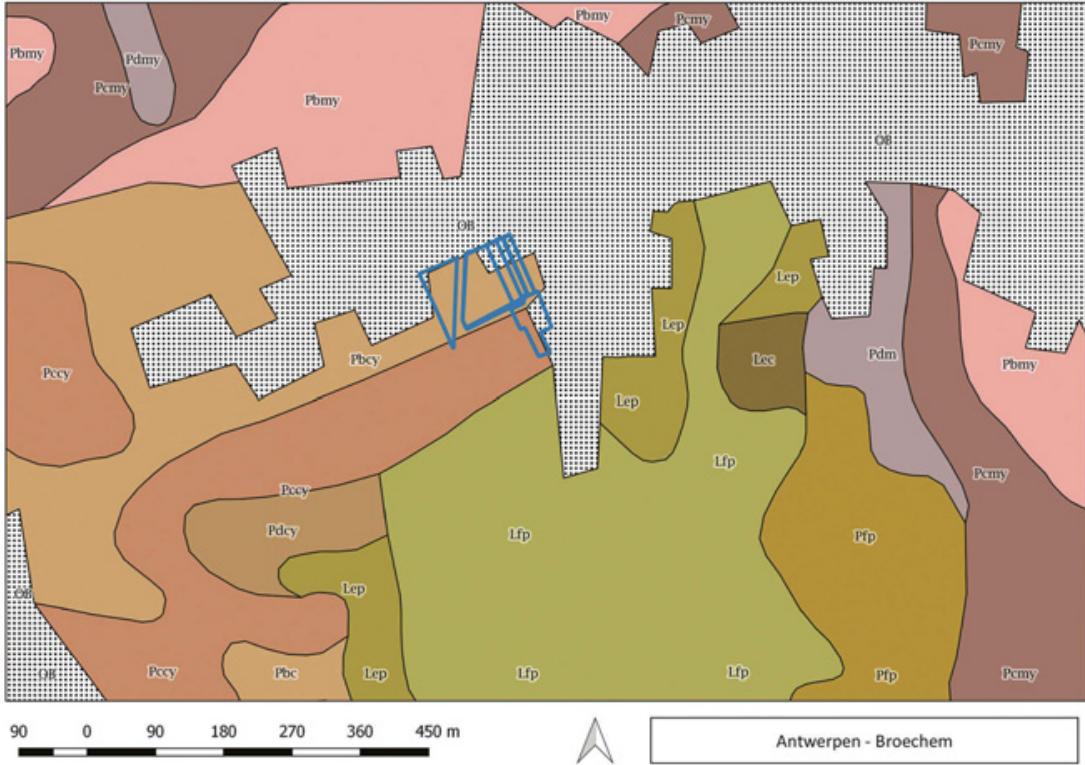 Pbmy
Pcmy
Pbmy
Pdmy
Pcmy
Pcmy
Pbmy
OB
OB
Lep
Lep
Pbcy
Pccy
Lec
Pdm
Pbmy
Lep
Lfp
Pcmy
Pccy
Pdcy
Lfp
Pfp
Lep
OB
OB
Pccy
Pbc
Lep
Lfp
Lfp
Pfp
Pcmy
90 0 90 180 270 360 450 m
Antwerpen - Broechem